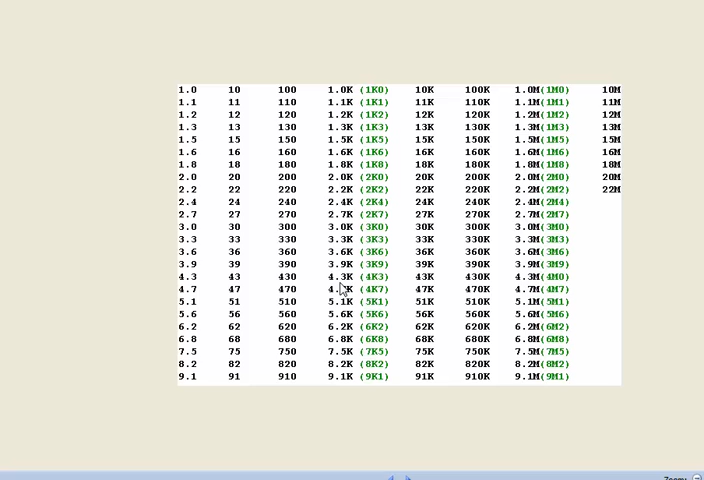 1.0 10 100 1.0K (1K0) 10K 100K 1.0M(1M0) 10M
1.1 11 110 1.1K (1K1) 11K 110K 1.1M(1M1) 11M
1.2 12 120 1.2K (1K2) 12K 120K 1.2M(1M2) 12M
1.3 13 130 1.3K (1K3) 13K 130K 1.3M(1M3) 13M
1.5 15 150 1.5K (1K5) 15K 150K 1.5M(1M5) 15M
1.6 16 160 1.6K (1K6) 16K 160K 1.6M(1M6) 16M
1.8 18 180 1.8K (1K8) 18K 180K 1.8M(1M8) 18M
2.0 20 200 2.0K (2K0) 20K 200K 2.0M(2M0) 20M
2.2 22 220 2.2K (2K2) 22K 220K 2.2M(2M2) 22M
2.4 24 240 2.4K (2K4) 24K 240K 2.4M(2M4)
2.7 27 270 2.7K (2K7) 27K 270K 2.7M(2M7)
3.0 30 300 3.0K (3K0) 30K 300K 3.0M(3M0)
3.3 33 330 3.3K (3K3) 33K 330K 3.3M(3M3)
3.6 36 360 3.6K (3K6) 36K 360K 3.6M(3M6)
3.9 39 390 3.9K (3K9) 39K 390K 3.9M(3M9)
4.3 43 430 4.3K (4K3) 43K 430K 4.3M(4M0)
4.7 47 470 (4K7) 47K 470K 4.7M(4M7)
5.1 51 510 5.1K (5K1) 51K 510K 5.1M(5M1)
5.6 56 560 5.6K (5K6) 56K 560K 5.6M(5M6)
6.2 62 620 6.2K (6K2) 62K 620K 6.2M(6M2)
6.8 68 680 6.8K (6K8) 68K 680K 6.8M(6M8)
7.5 75 750 7.5K (7K5) 75K 750K 7.5M(7M5)
8.2 82 820 8.2K (8K2) 82K 820K 8.2M(8M2)
9.1 91 910 9.1K (9K1) 91K 910K 9.1M(9M1)